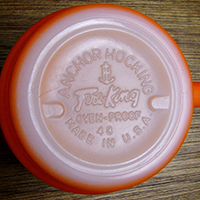 ANCHOR HOCKING
Fire-King
OVEN-PROOF
40
MADE IN U.S.A